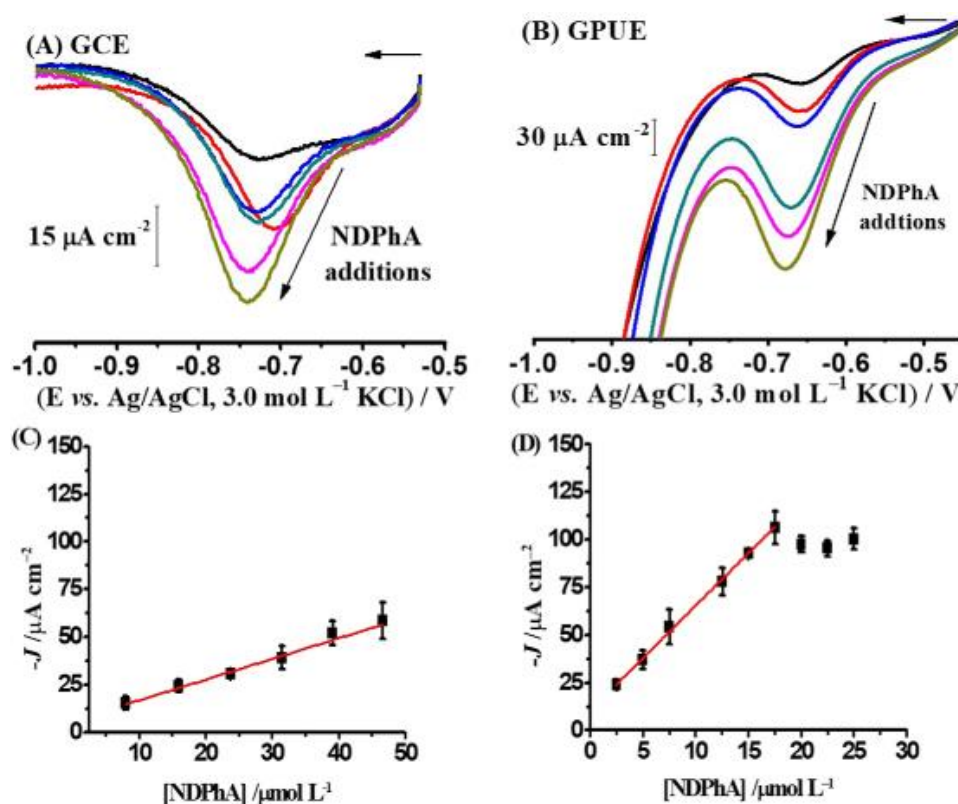 (A) GCE
15 μA cm⁻²
NDPhA
additions
-1.0 -0.9 -0.8 -0.7 -0.6 -0.5
(E vs. Ag/AgCl, 3.0 mol L⁻¹ KCl) / V
(B) GPUE
30 μA cm⁻²
NDPhA
addtions
-1.0 -0.9 -0.8 -0.7 -0.6 -0.5
(E vs. Ag/AgCl, 3.0 mol L⁻¹ KCl) / V
(C)
-J /μA cm⁻²
150
125
100
75
50
25
0
10 20 30 40 50
[NDPhA] /μmol L⁻¹
(D)
-J /μA cm⁻²
150
125
100
75
50
25
0
0 5 10 15 20 25 30
[NDPhA] /μmol L⁻¹